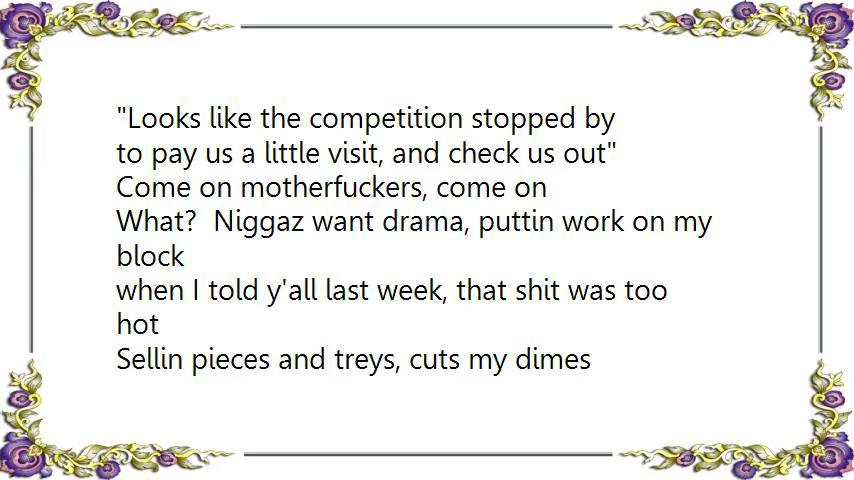 "Looks like the competition stopped by
to pay us a little visit, and check us out"
Come on motherfuckers, come on
What?  Niggaz want drama, puttin work on my
block
when I told y'all last week, that shit was too
hot
Sellin pieces and treys, cuts my dimes